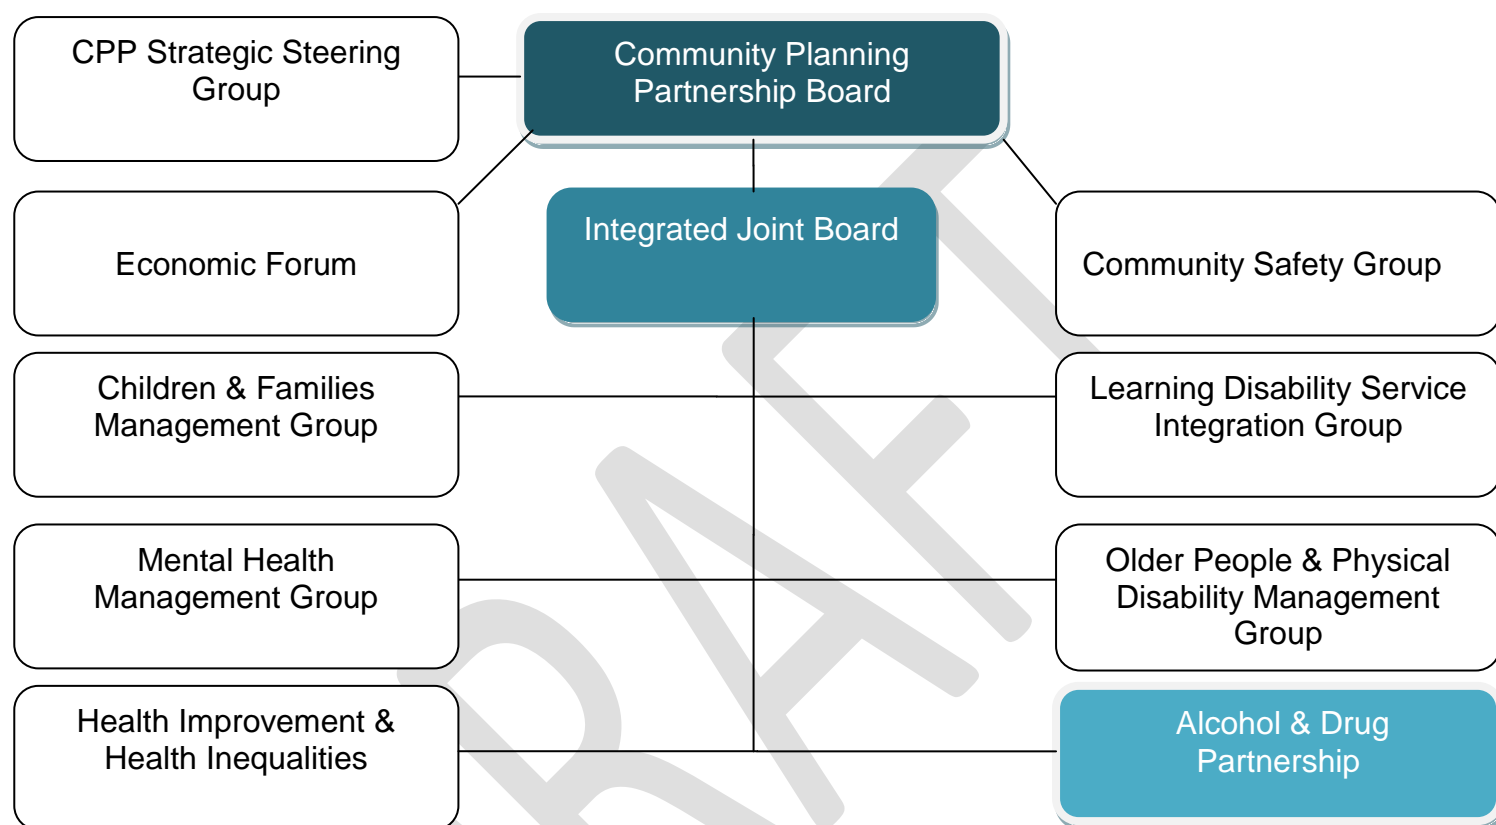 CPP Strategic Steering
Group
Community Planning
Partnership Board
Economic Forum
Integrated Joint Board
Community Safety Group
Children & Families
Management Group
Learning Disability Service
Integration Group
Mental Health
Management Group
Older People & Physical
Disability Management
Group
Health Improvement &
Health Inequalities
Alcohol & Drug
Partnership
RAFT